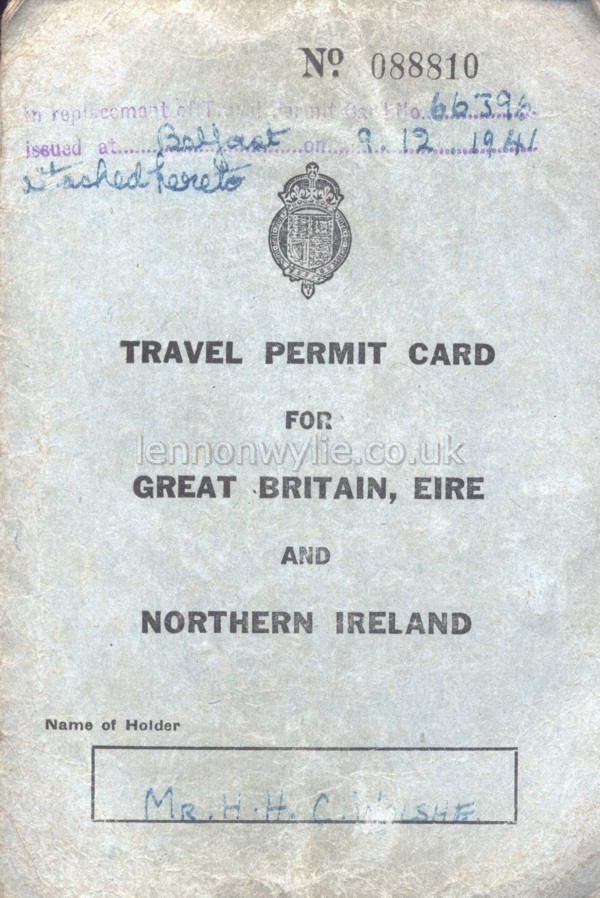 Nº 088810
In replacement of Travel Permit Card No. 66396
issued at Belfast on 9.12.1941
attached hereto
TRAVEL PERMIT CARD
FOR
lennonwylie.co.uk
GREAT BRITAIN, EIRE
AND
NORTHERN IRELAND
Name of Holder
MR. H. H. C. WALSHE.